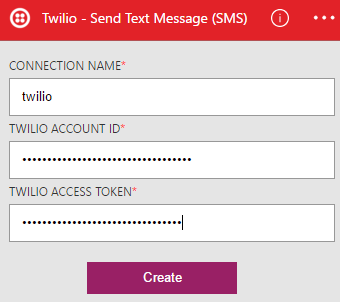 Twilio - Send Text Message (SMS)
CONNECTION NAME*
twilio
TWILIO ACCOUNT ID*
••••••••••••••••••••••••••••••••••
TWILIO ACCESS TOKEN*
••••••••••••••••••••••••••••••••
Create